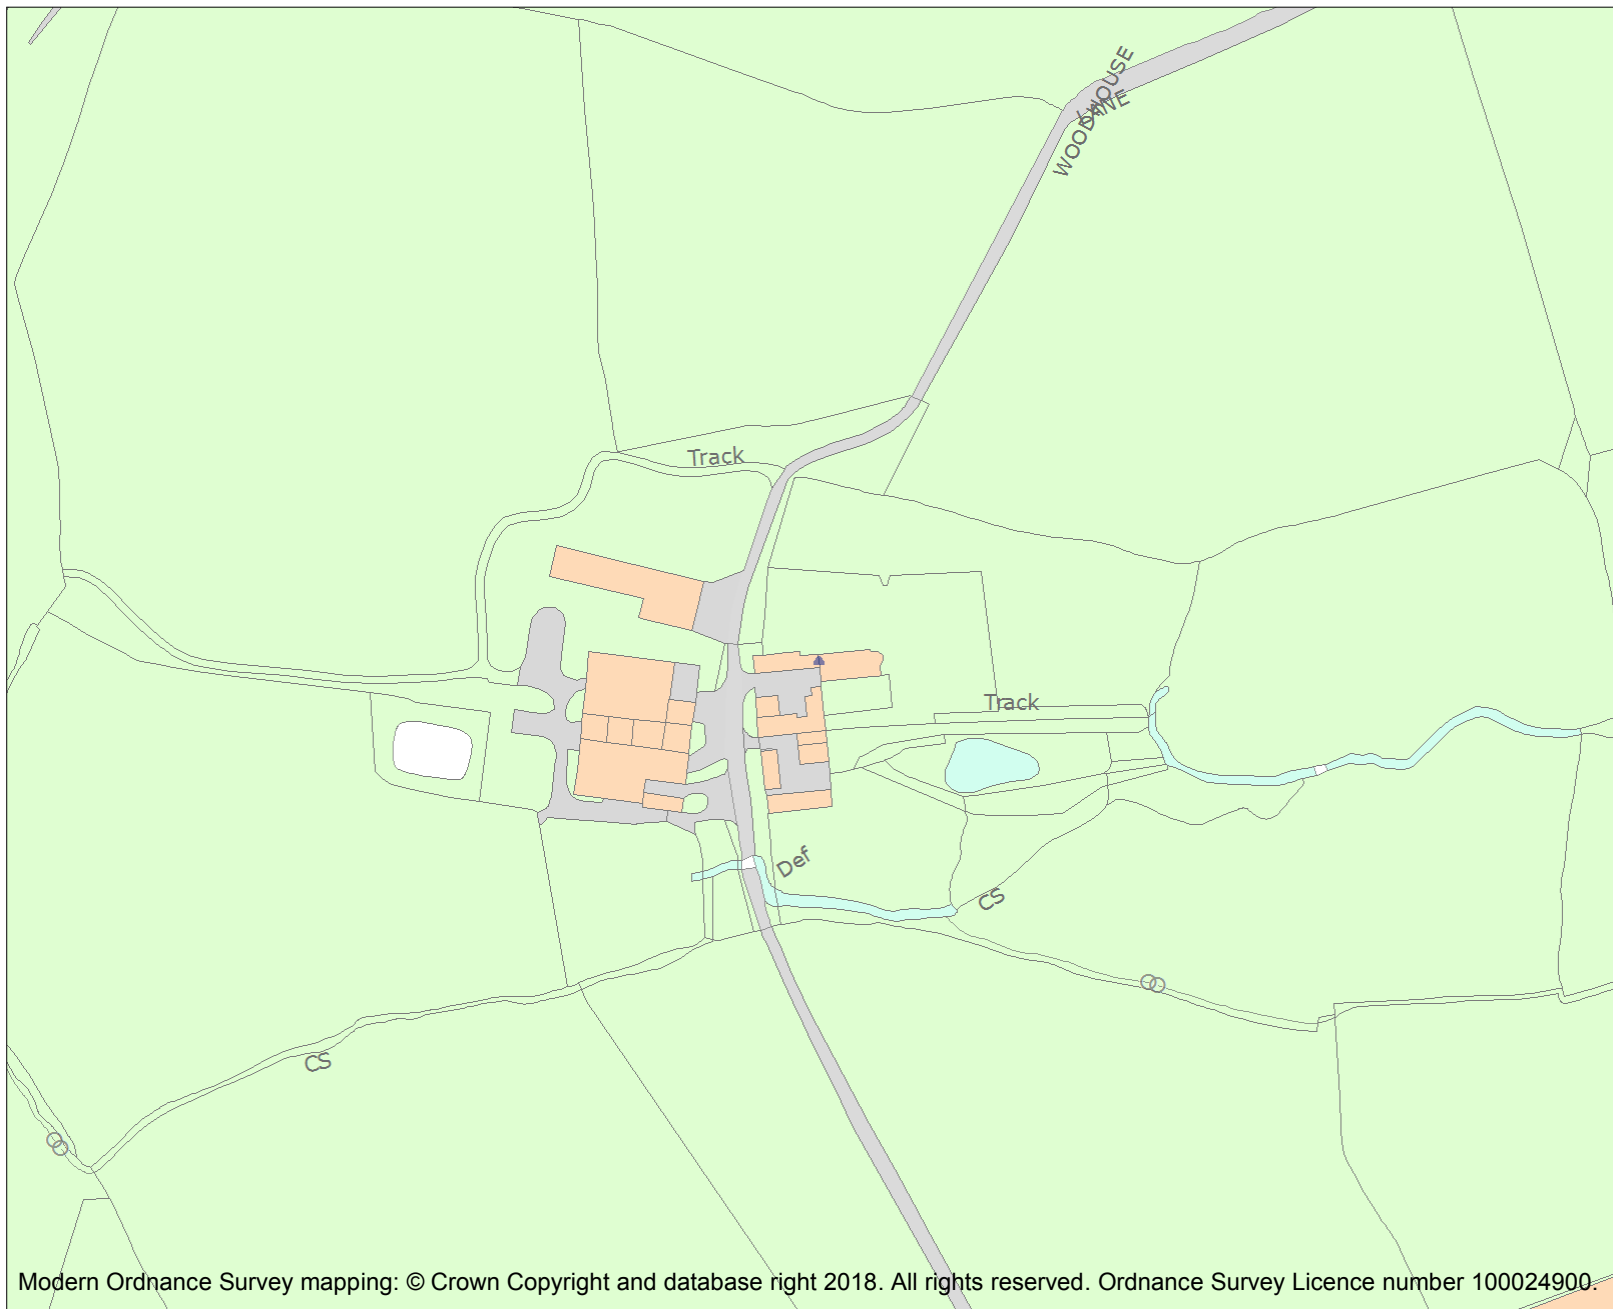 WOODHOUSE
LANE
Track
Track
Def
CS
CS
Modern Ordnance Survey mapping: © Crown Copyright and database right 2018. All rights reserved. Ordnance Survey Licence number 100024900.